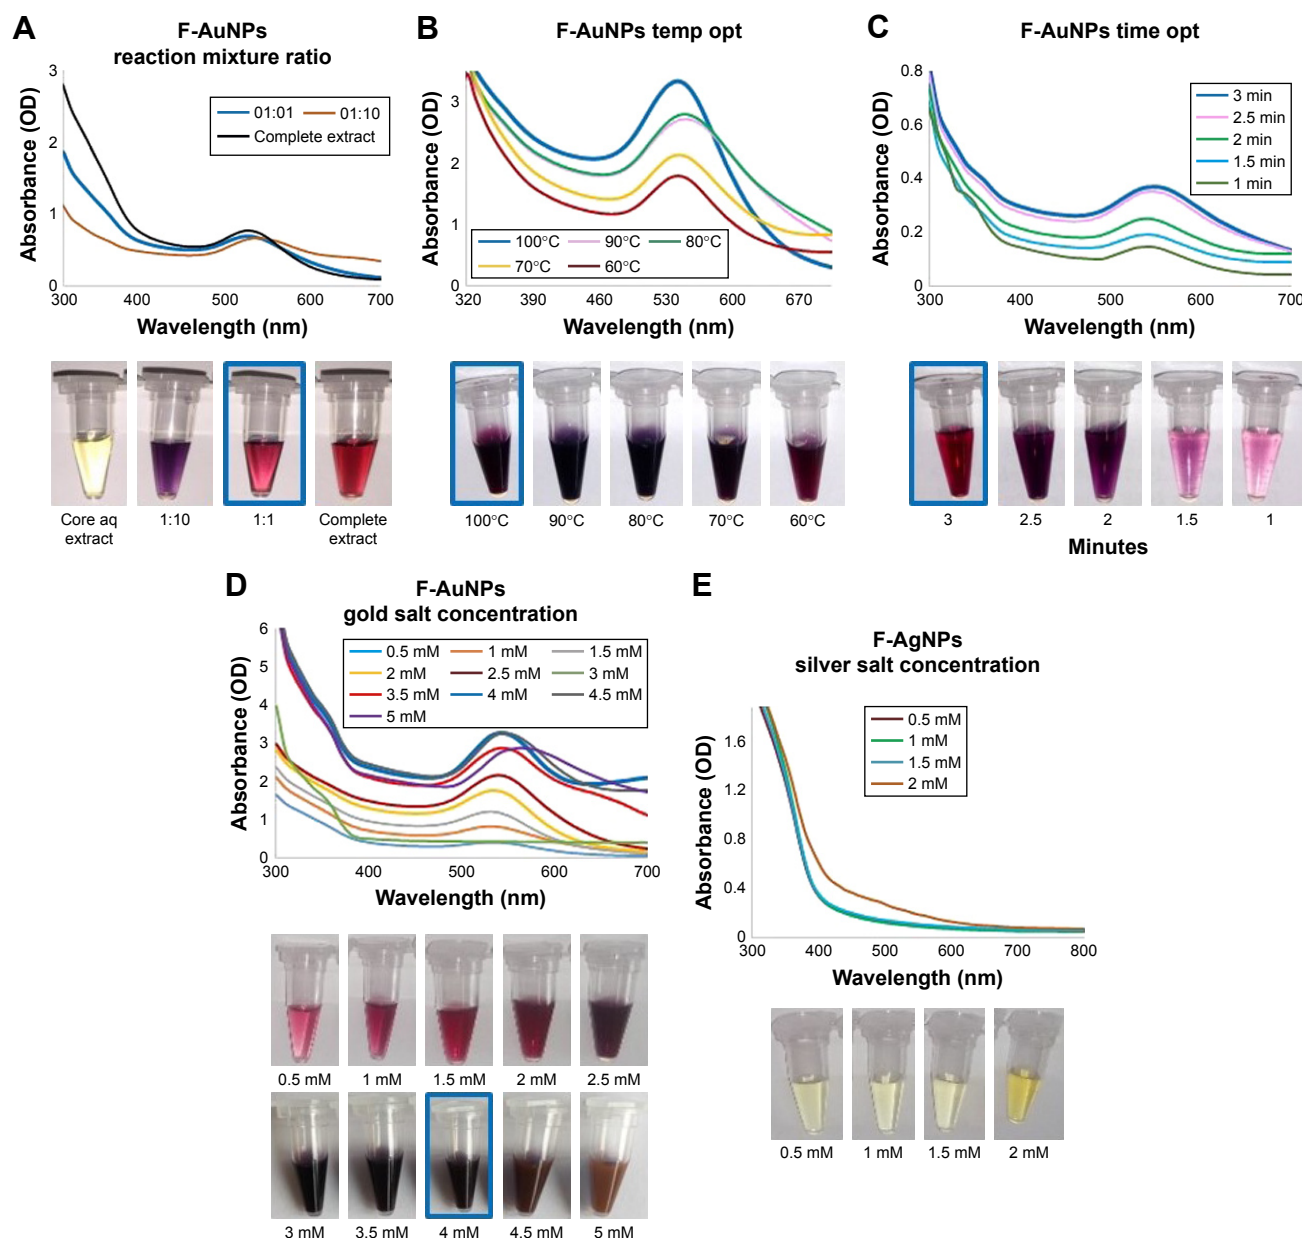 A
F-AuNPs
reaction mixture ratio
3
2
1
0
Absorbance (OD)
01:01 01:10
Complete extract
300 400 500 600 700
Wavelength (nm)
Core aq
extract
1:10
1:1
Complete
extract
B
F-AuNPs temp opt
3
2
1
0
Absorbance (OD)
100°C 90°C 80°C
70°C 60°C
320 390 460 530 600 670
Wavelength (nm)
100°C 90°C 80°C 70°C 60°C
C
F-AuNPs time opt
0.8
0.6
0.4
0.2
0
Absorbance (OD)
3 min
2.5 min
2 min
1.5 min
1 min
300 400 500 600 700
Wavelength (nm)
3 2.5 2 1.5 1
Minutes
D
F-AuNPs
gold salt concentration
6
5
4
3
2
1
0
Absorbance (OD)
0.5 mM 1 mM 1.5 mM
2 mM 2.5 mM 3 mM
3.5 mM 4 mM 4.5 mM
5 mM
300 400 500 600 700
Wavelength (nm)
0.5 mM 1 mM 1.5 mM 2 mM 2.5 mM
3 mM 3.5 mM 4 mM 4.5 mM 5 mM
E
F-AgNPs
silver salt concentration
1.6
1.2
0.8
0.4
0
Absorbance (OD)
0.5 mM
1 mM
1.5 mM
2 mM
300 400 500 600 700 800
Wavelength (nm)
0.5 mM 1 mM 1.5 mM 2 mM